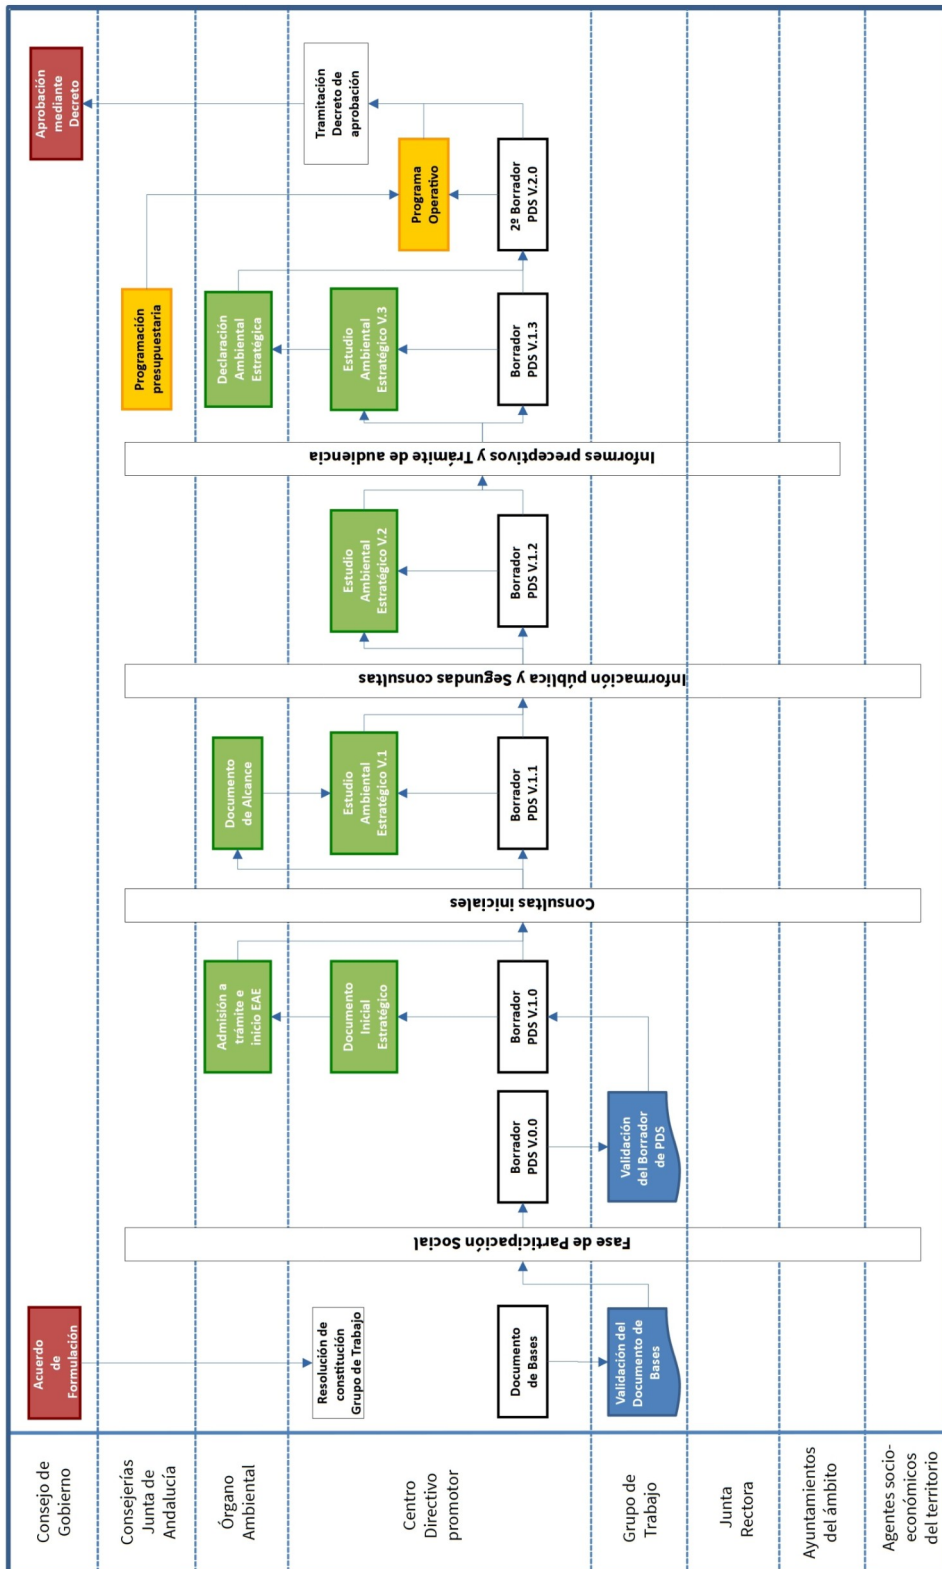 Consejo de
Gobierno
Acuerdo
de
Formulación
Aprobación
mediante
Decreto
Consejerías
Junta de
Andalucía
Programación
presupuestaria
Órgano
Ambiental
Admisión a
trámite e
inicio EAE
Documento
de Alcance
Declaración
Ambiental
Estratégica
Centro
Directivo
promotor
Resolución de
constitución
Grupo de Trabajo
Documento
Inicial
Estratégico
Estudio
Ambiental
Estratégico V.1
Estudio
Ambiental
Estratégico V.2
Estudio
Ambiental
Estratégico V.3
Programa
Operativo
Tramitación
Decreto de
aprobación
Documento
de Bases
Borrador
PDS V.0.0
Borrador
PDS V.1.0
Borrador
PDS V.1.1
Borrador
PDS V.1.2
Borrador
PDS V.1.3
2º Borrador
PDS V.2.0
Fase de Participación Social
Consultas iniciales
Información pública y Segundas consultas
Informes preceptivos y Trámite de audiencia
Grupo de
Trabajo
Validación del
Documento de
Bases
Validación
del Borrador
de PDS
Junta
Rectora
Ayuntamientos
del ámbito
Agentes socio-
económicos
del territorio